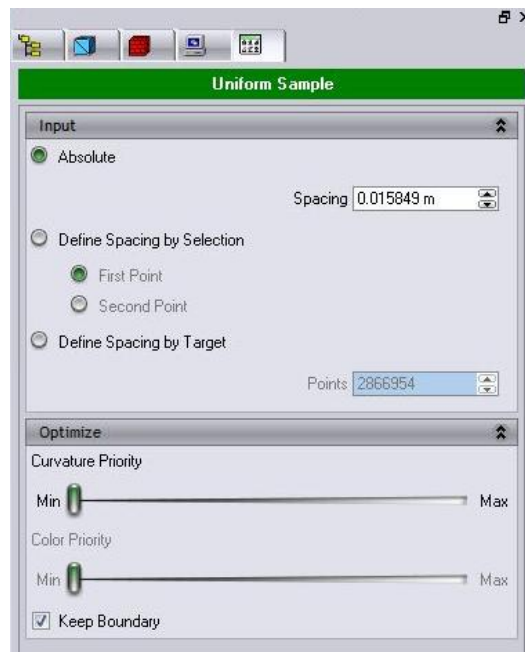 Uniform Sample
Input
Absolute
Spacing 0.015849 m
Define Spacing by Selection
First Point
Second Point
Define Spacing by Target
Points 2866954
Optimize
Curvature Priority
Min Max
Color Priority
Min Max
Keep Boundary